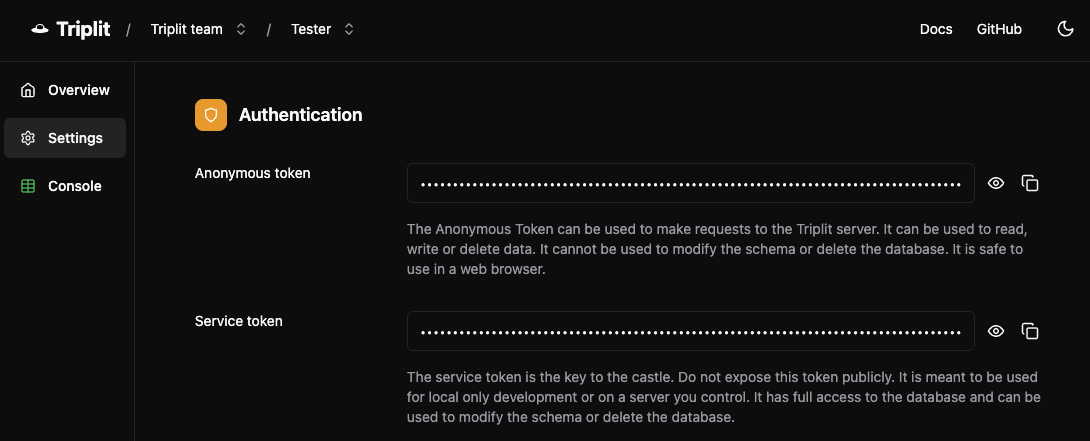 Triplit / Triplit team / Tester Docs GitHub
Overview
Settings
Console
Authentication
Anonymous token
••••••••••••••••••••••••••••••••••••••••••••••••••••••••••••••••••••••••••••••••••••
The Anonymous Token can be used to make requests to the Triplit server. It can be used to read,
write or delete data. It cannot be used to modify the schema or delete the database. It is safe to
use in a web browser.
Service token
••••••••••••••••••••••••••••••••••••••••••••••••••••••••••••••••••••••••••••••••••••
The service token is the key to the castle. Do not expose this token publicly. It is meant to be used
for local only development or on a server you control. It has full access to the database and can be
used to modify the schema or delete the database.